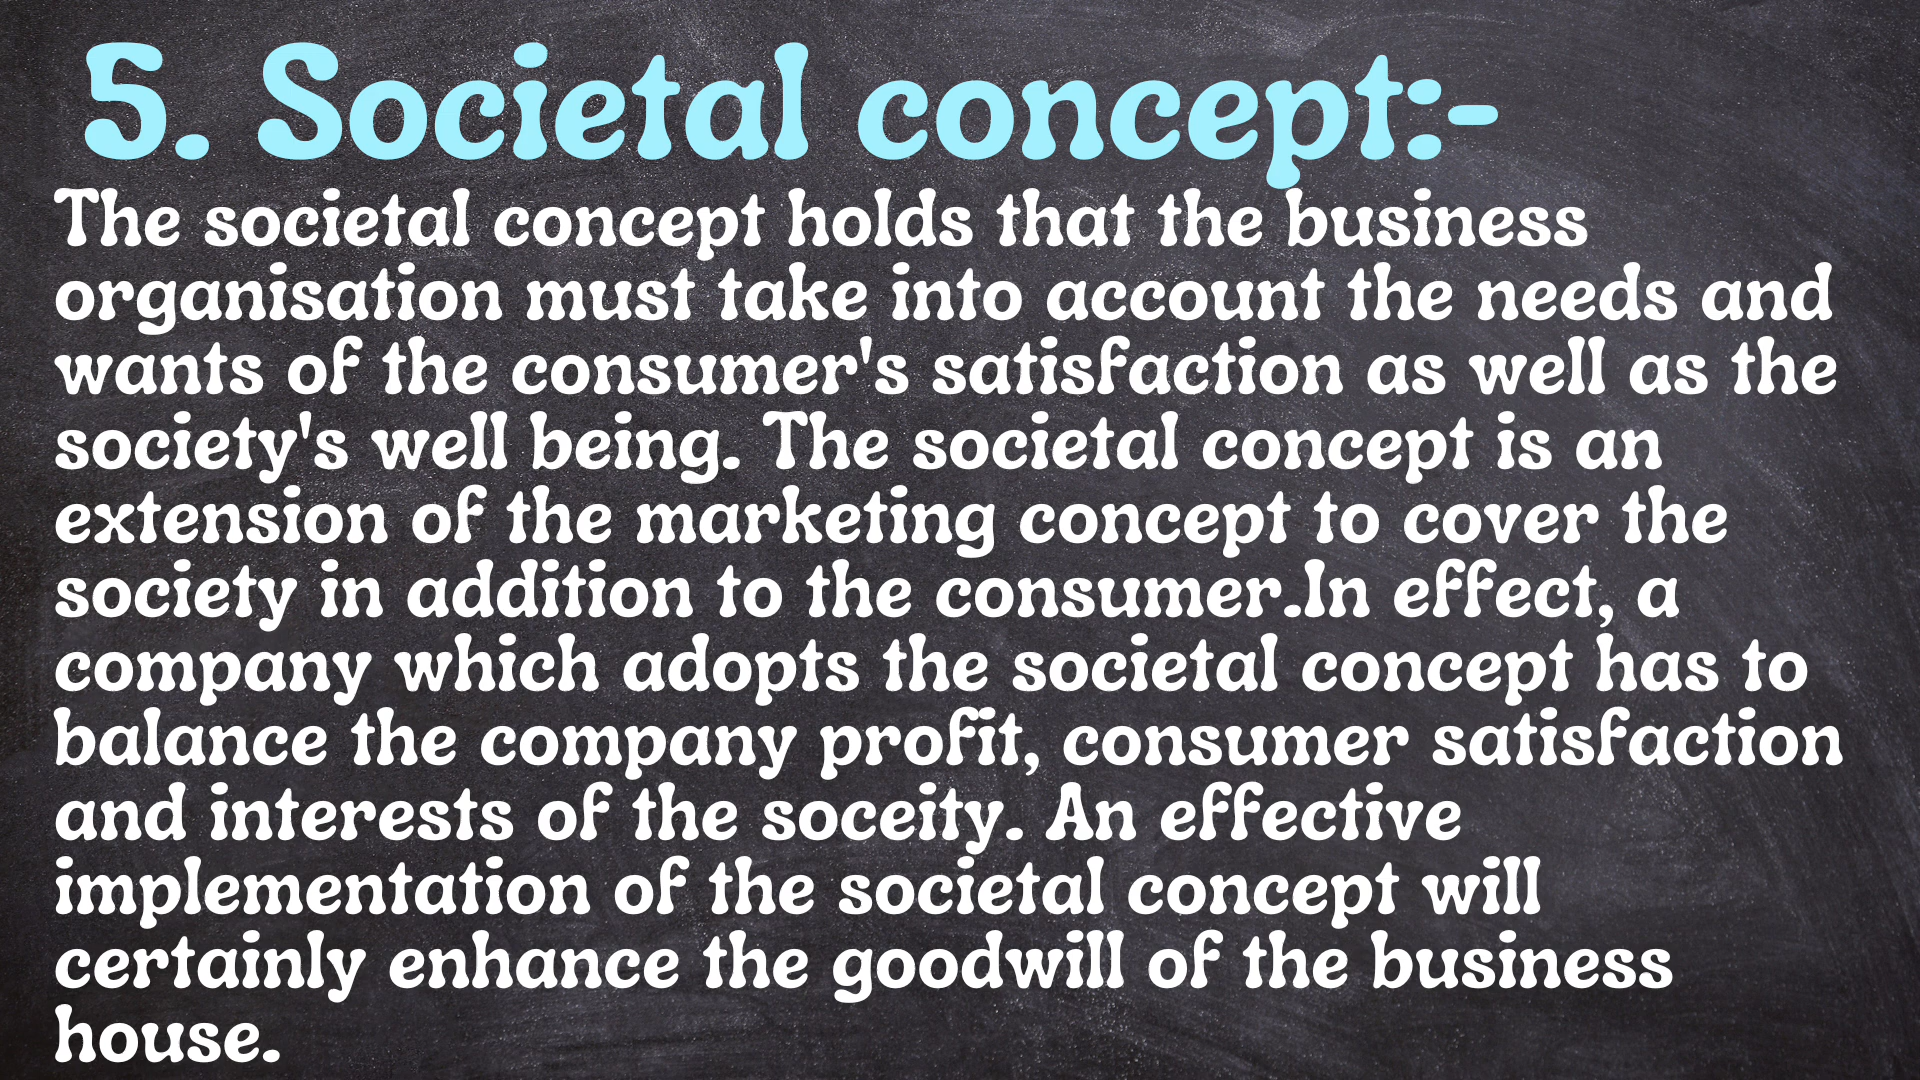 5. Societal concept:-
The societal concept holds that the business
organisation must take into account the needs and
wants of the consumer's satisfaction as well as the
society's well being. The societal concept is an
extension of the marketing concept to cover the
society in addition to the consumer.In effect, a
company which adopts the societal concept has to
balance the company profit, consumer satisfaction
and interests of the soceity. An effective
implementation of the societal concept will
certainly enhance the goodwill of the business
house.